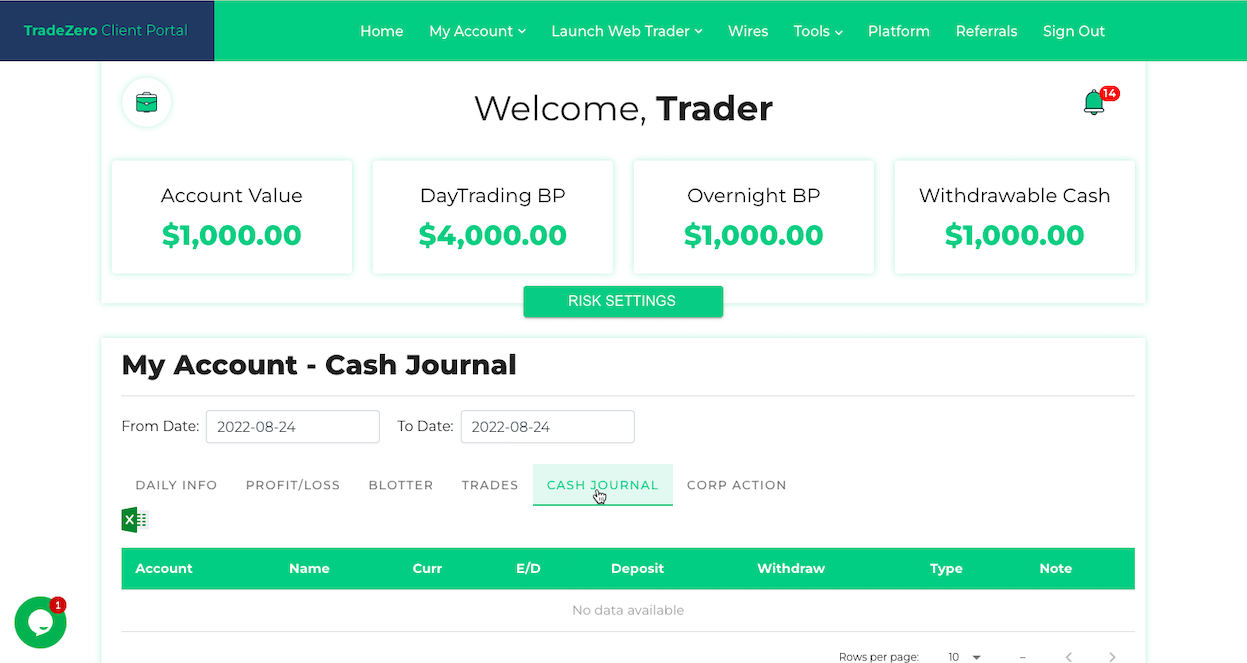 TradeZero Client Portal
Home My Account Launch Web Trader Wires Tools Platform Referrals Sign Out
Welcome, Trader
14
Account Value DayTrading BP Overnight BP Withdrawable Cash
$1,000.00 $4,000.00 $1,000.00 $1,000.00
RISK SETTINGS
My Account - Cash Journal
From Date: 2022-08-24 To Date: 2022-08-24
DAILY INFO PROFIT/LOSS BLOTTER TRADES CASH JOURNAL CORP ACTION
X
Account Name Curr E/D Deposit Withdraw Type Note
No data available
1
Rows per page: 10 –